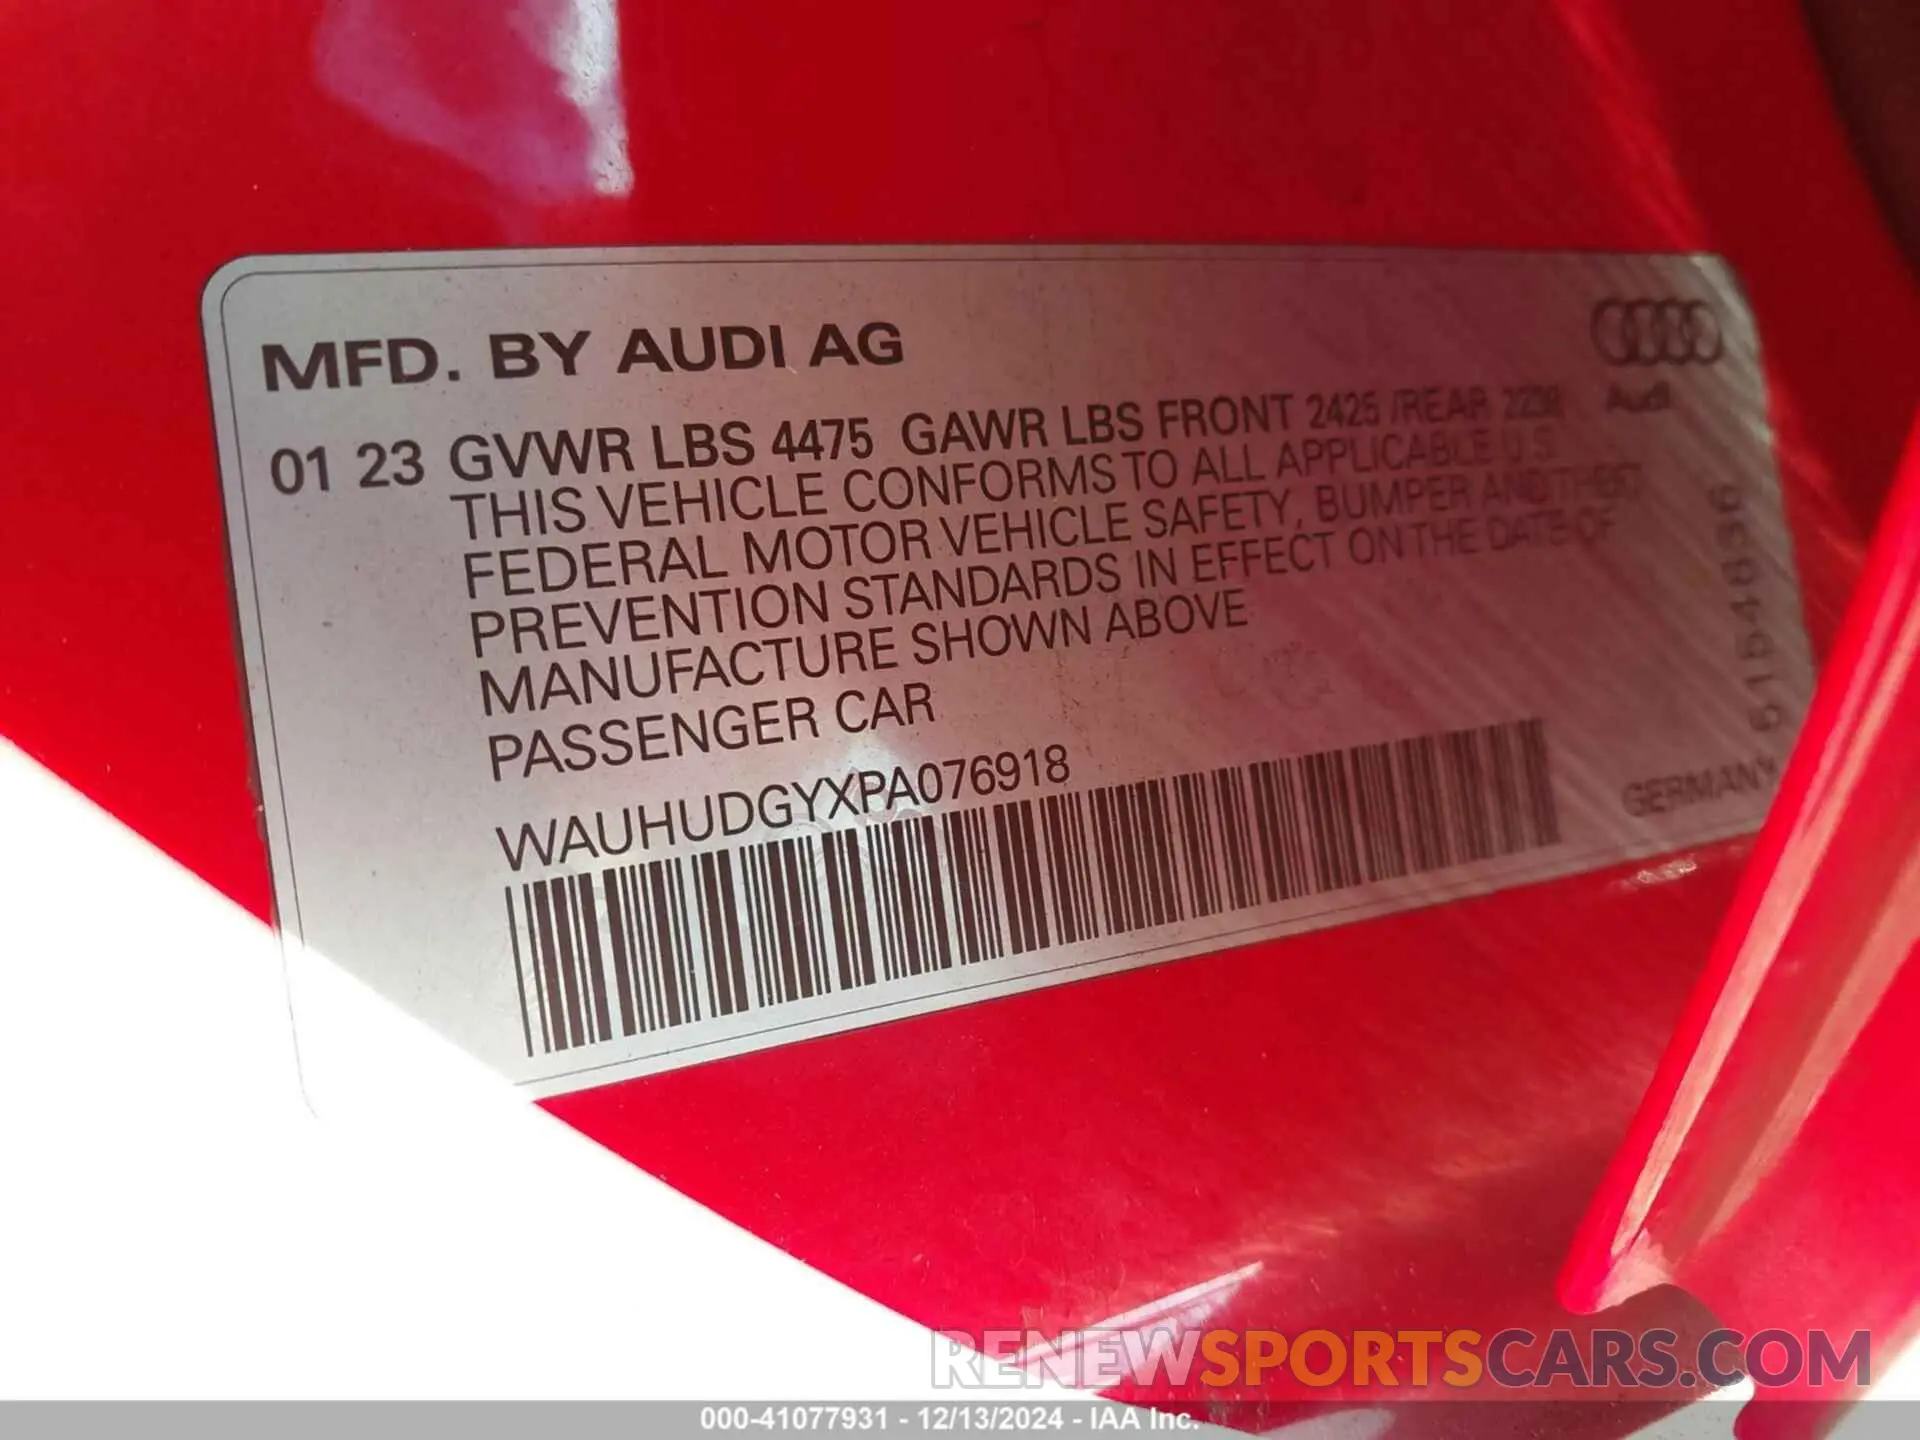 MFD. BY AUDI AG
Audi
01 23 GVWR LBS 4475 GAWR LBS FRONT 2425 /REAR
THIS VEHICLE CONFORMS TO ALL APPLICABLE U.S.
FEDERAL MOTOR VEHICLE SAFETY, BUMPER AND THEFT
PREVENTION STANDARDS IN EFFECT ON THE DATE OF
MANUFACTURE SHOWN ABOVE
PASSENGER CAR
WAUHUDGYXPA076918
GERMANY
RENEWSPORTSCARS.COM
000-41077931 - 12/13/2024 - IAA Inc.